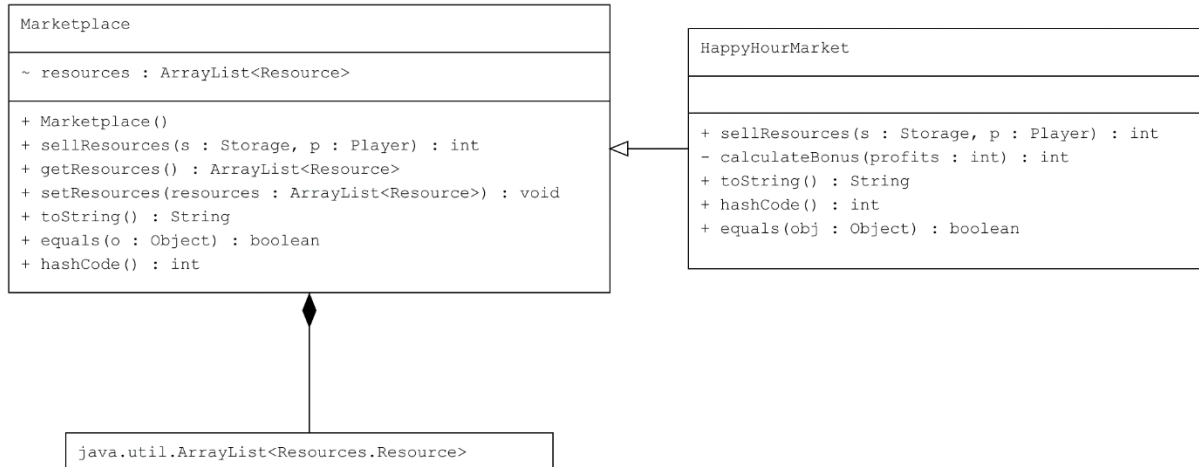 Marketplace
~ resources : ArrayList<Resource>
+ Marketplace()
+ sellResources(s : Storage, p : Player) : int
+ getResources() : ArrayList<Resource>
+ setResources(resources : ArrayList<Resource>) : void
+ toString() : String
+ equals(o : Object) : boolean
+ hashCode() : int
HappyHourMarket
+ sellResources(s : Storage, p : Player) : int
- calculateBonus(profits : int) : int
+ toString() : String
+ hashCode() : int
+ equals(obj : Object) : boolean
java.util.ArrayList<Resources.Resource>